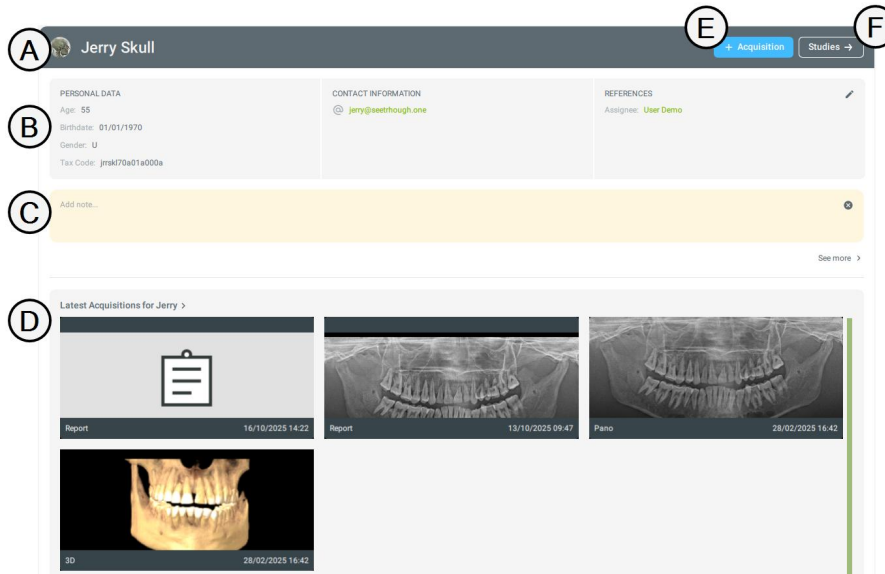 E
F
A
Jerry Skull
+ Acquisition
Studies →
B
PERSONAL DATA
Age: 55
Birthdate: 01/01/1970
Gender: U
Tax Code: jrrskl70a01a000a
CONTACT INFORMATION
@ jerry@seetrhough.one
REFERENCES
Assignee: User Demo
C
Add note...
See more >
D
Latest Acquisitions for Jerry >
Report 16/10/2025 14:22
Report 13/10/2025 09:47
Pano 28/02/2025 16:42
3D 28/02/2025 16:42